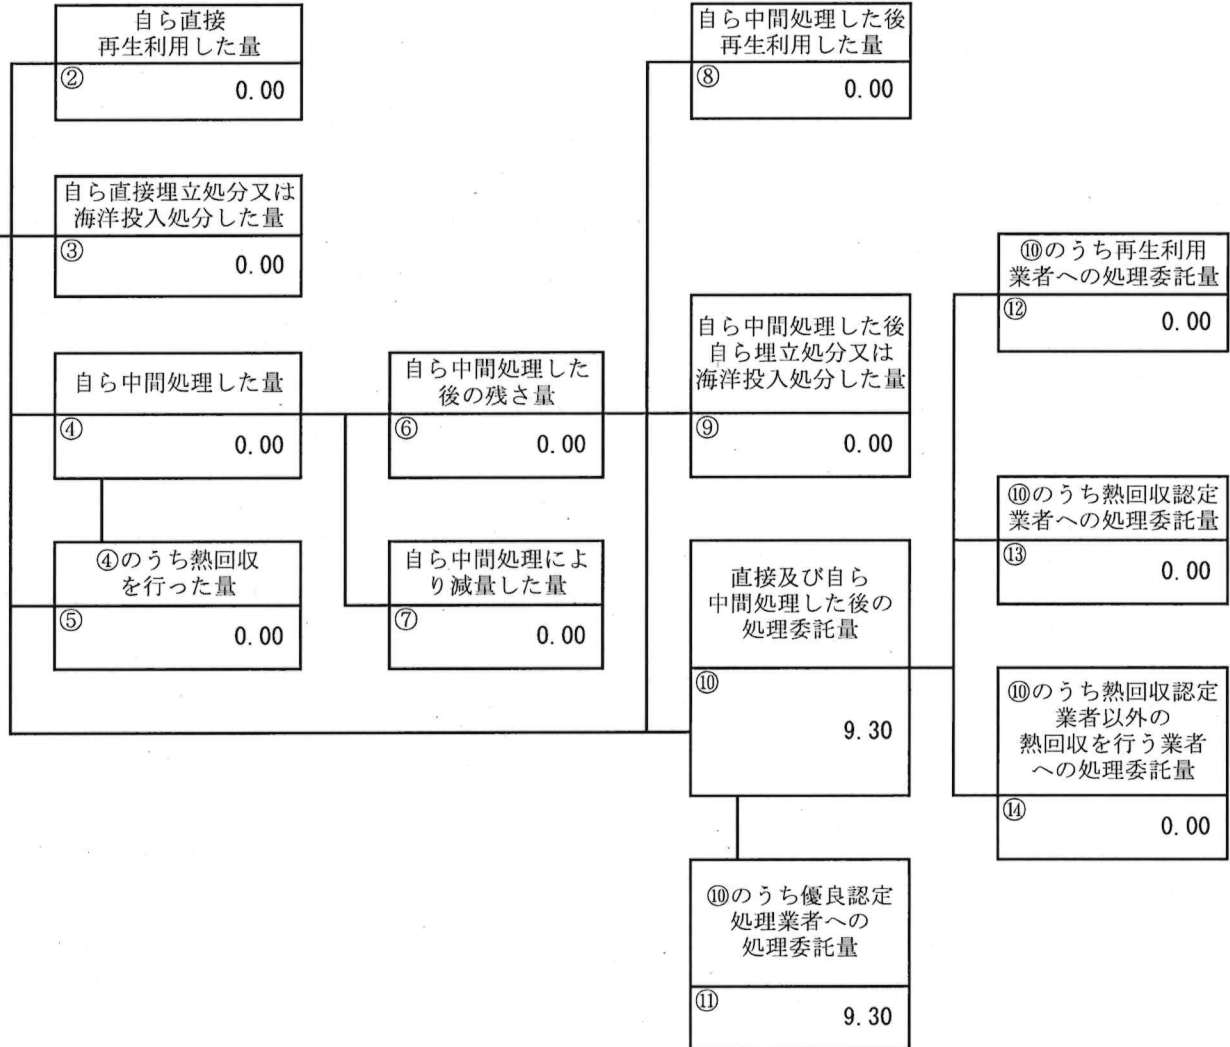 自ら直接
再生利用した量
②
0.00
自ら直接埋立処分又は
海洋投入処分した量
③
0.00
自ら中間処理した量
④
0.00
④のうち熱回収
を行った量
⑤
0.00
自ら中間処理した
後の残さ量
⑥
0.00
自ら中間処理によ
り減量した量
⑦
0.00
自ら中間処理した後
再生利用した量
⑧
0.00
自ら中間処理した後
自ら埋立処分又は
海洋投入処分した量
⑨
0.00
直接及び自ら
中間処理した後の
処理委託量
⑩
9.30
⑩のうち優良認定
処理業者への
処理委託量
⑪
9.30
⑩のうち再生利用
業者への処理委託量
⑫
0.00
⑩のうち熱回収認定
業者への処理委託量
⑬
0.00
⑩のうち熱回収認定
業者以外の
熱回収を行う業者
への処理委託量
⑭
0.00